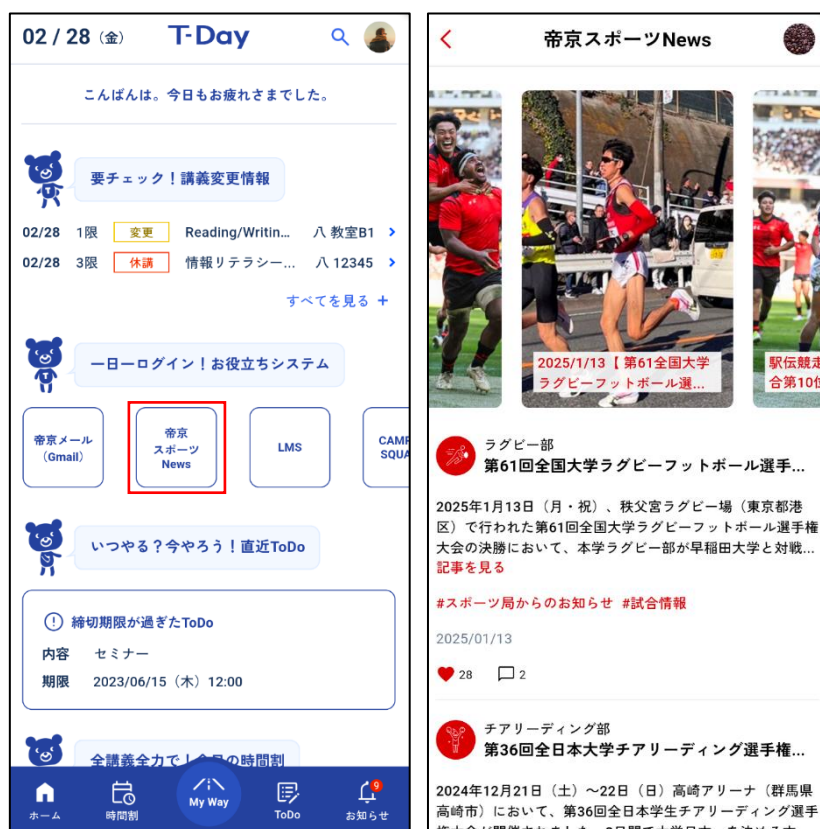 02 / 28 (金)
T-Day
こんばんは。今日もお疲れさまでした。
要チェック！講義変更情報
02/28 1限 変更 Reading/Writin... 八 教室B1
02/28 3限 休講 情報リテラシー... 八 12345
すべてを見る +
一日一ログイン！お役立ちシステム
帝京メール
(Gmail)
帝京
スポーツ
News
LMS
CAMP
SQUA
いつやる？今やろう！直近ToDo
締切期限が過ぎたToDo
内容 セミナー
期限 2023/06/15（木）12:00
全講義全力で！今日の時間割
ホーム
時間割
My Way
ToDo
9
お知らせ
帝京スポーツNews
2025/1/13【 第61回全国大学
ラグビーフットボール選...
駅伝競走
合第10位
ラグビー部
第61回全国大学ラグビーフットボール選手...
2025年1月13日（月・祝）、秩父宮ラグビー場（東京都港
区）で行われた第61回全国大学ラグビーフットボール選手権
大会の決勝において、本学ラグビー部が早稲田大学と対戦...
記事を見る
#スポーツ局からのお知らせ #試合情報
2025/01/13
28 2
チアリーディング部
第36回全日本大学チアリーディング選手権...
2024年12月21日（土）～22日（日）高崎アリーナ（群馬県
高崎市）において、第36回全日本学生チアリーディング選手